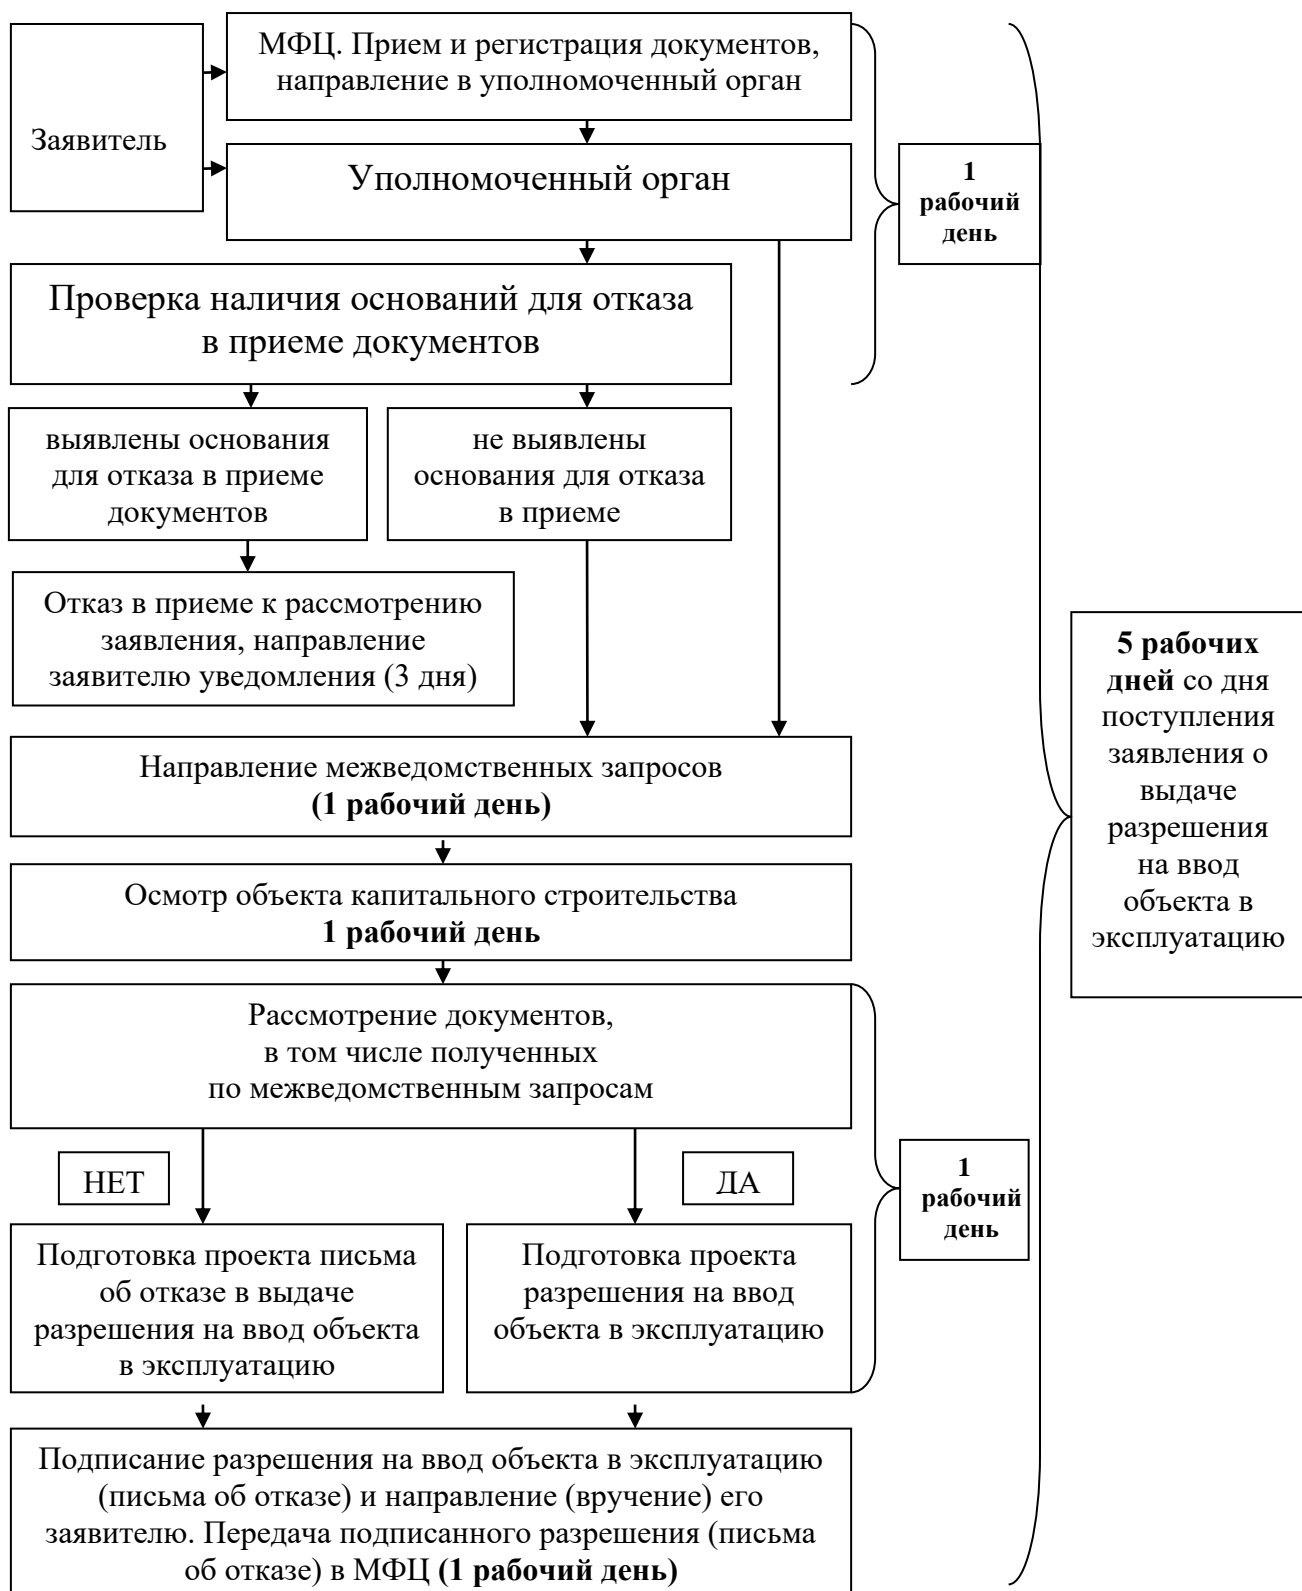 МФЦ. Прием и регистрация документов,
направление в уполномоченный орган
Заявитель
Уполномоченный орган
1
рабочий
день
Проверка наличия оснований для отказа
в приеме документов
выявлены основания
для отказа в приеме
документов
не выявлены
основания для отказа
в приеме
Отказ в приеме к рассмотрению
заявления, направление
заявителю уведомления (3 дня)
5 рабочих
дней со дня
поступления
заявления о
выдаче
разрешения
на ввод
объекта в
эксплуатацию
Направление межведомственных запросов
(1 рабочий день)
Осмотр объекта капитального строительства
1 рабочий день
Рассмотрение документов,
в том числе полученных
по межведомственным запросам
НЕТ
ДА
1
рабочий
день
Подготовка проекта письма
об отказе в выдаче
разрешения на ввод объекта
в эксплуатацию
Подготовка проекта
разрешения на ввод
объекта в эксплуатацию
Подписание разрешения на ввод объекта в эксплуатацию
(письма об отказе) и направление (вручение) его
заявителю. Передача подписанного разрешения (письма
об отказе) в МФЦ (1 рабочий день)